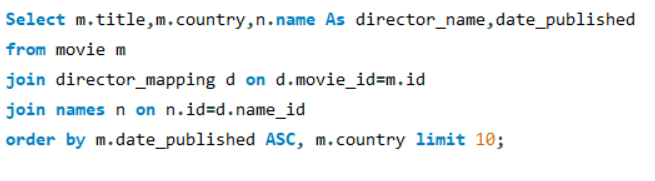 Select m.title,m.country,n.name As director_name,date_published
from movie m
join director_mapping d on d.movie_id=m.id
join names n on n.id=d.name_id
order by m.date_published ASC, m.country limit 10;